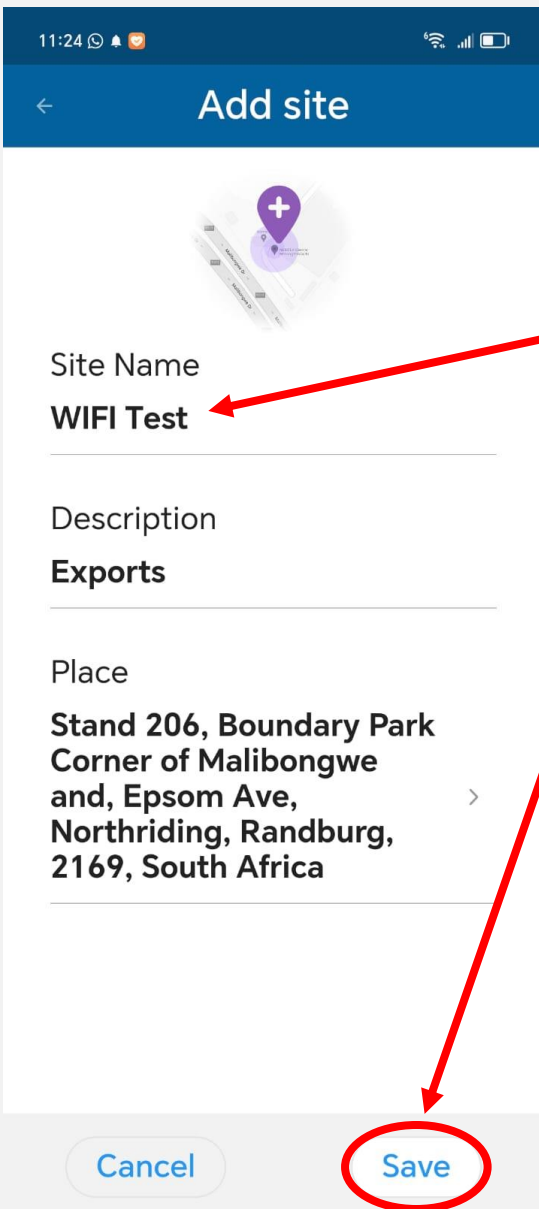 11:24
Add site
Site Name
WIFI Test
Description
Exports
Place
Stand 206, Boundary Park
Corner of Malibongwe
and, Epsom Ave,
Northriding, Randburg,
2169, South Africa
Cancel
Save